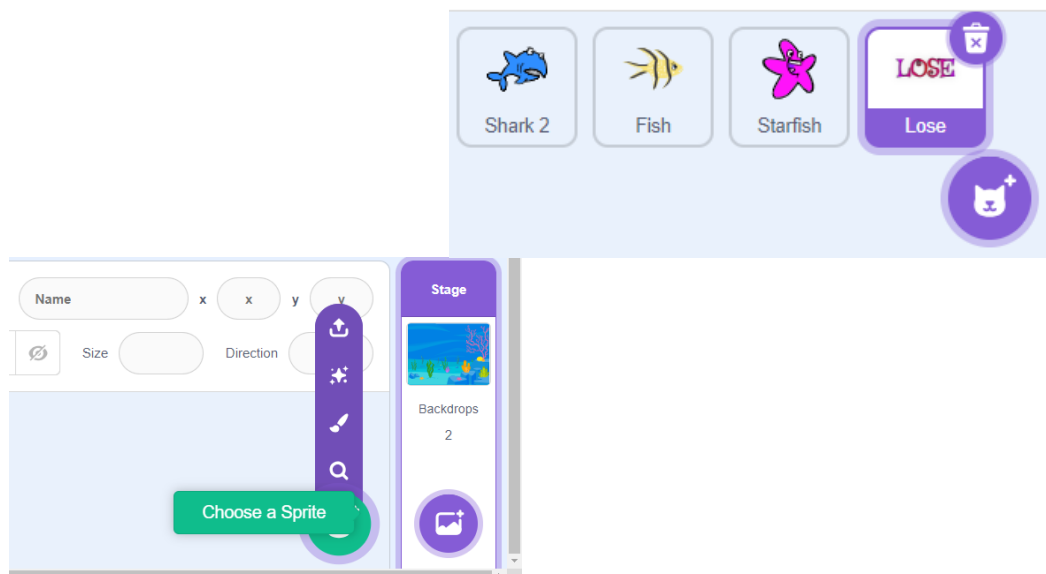 LOSE
Shark 2 Fish Starfish Lose
Stage
Name x x y y
Size Direction
Backdrops
2
Choose a Sprite